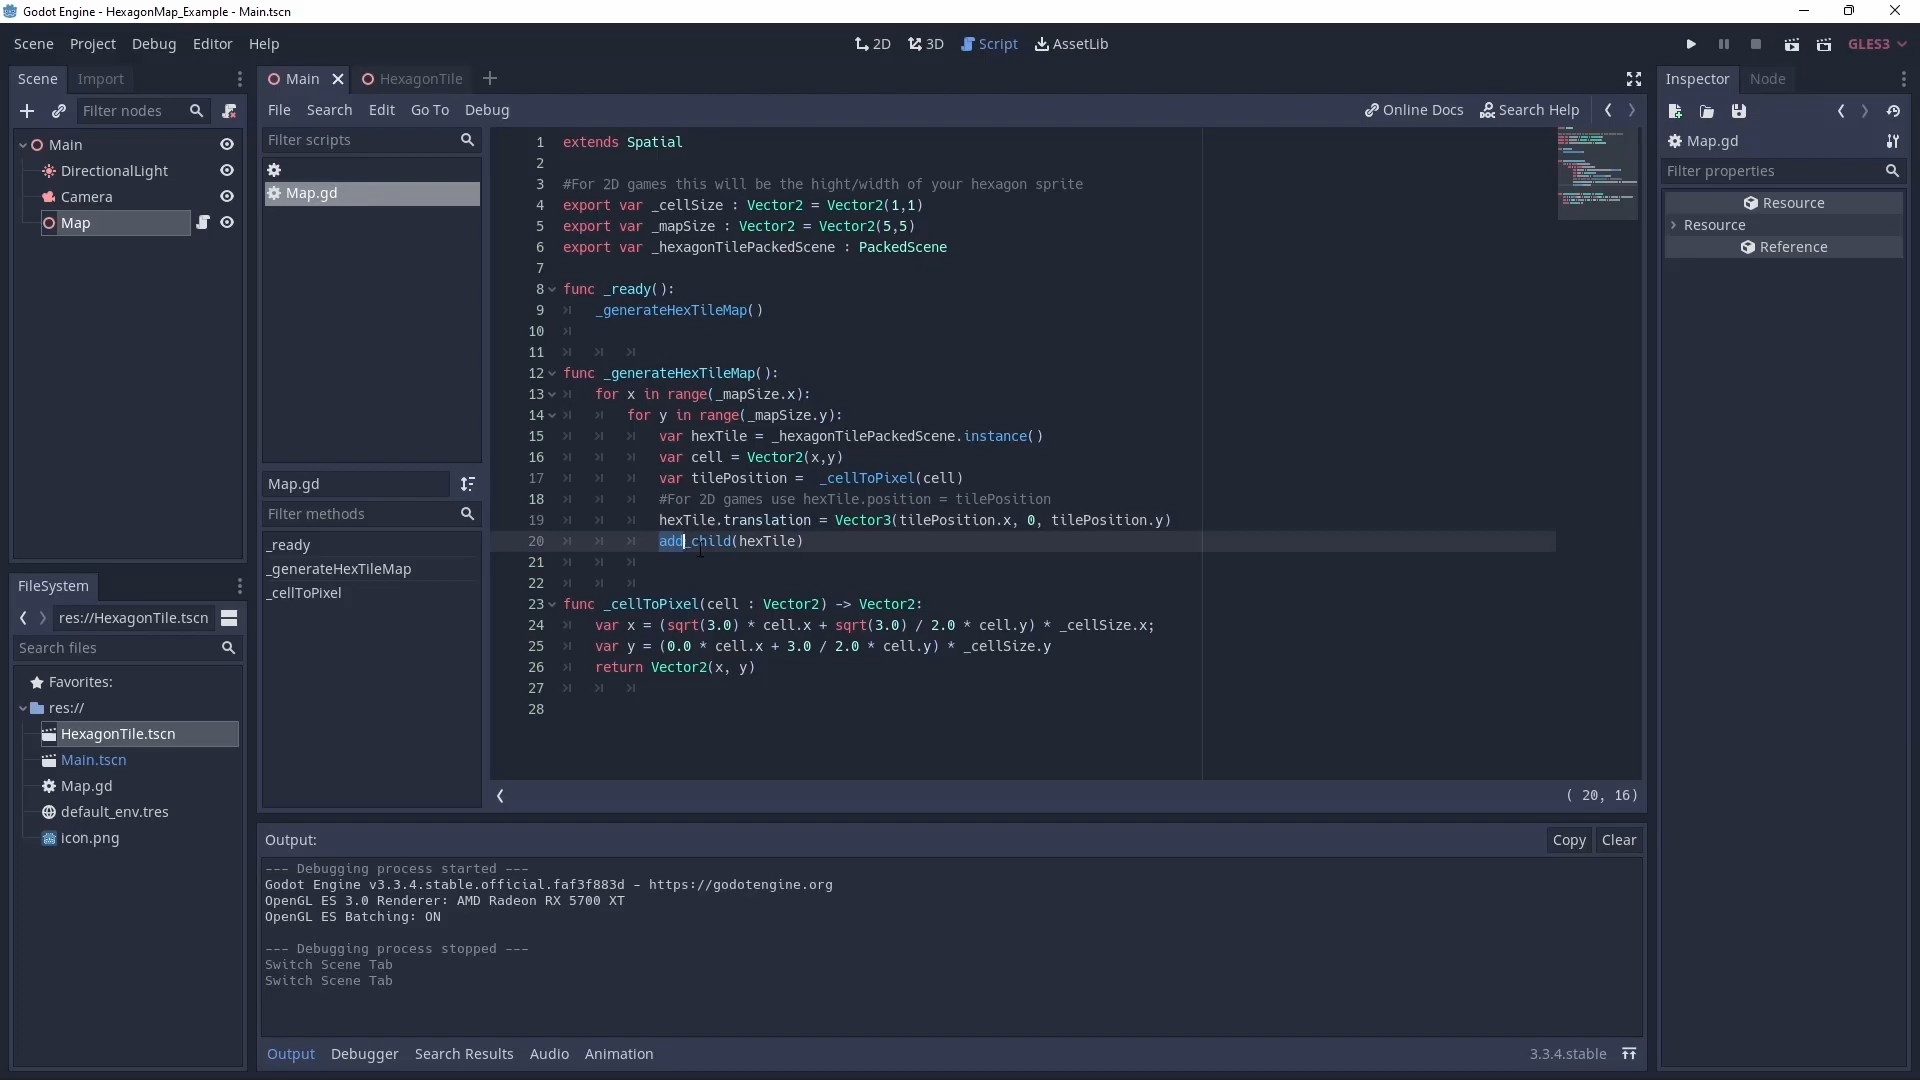 Godot Engine - HexagonMap_Example - Main.tscn
Scene Project Debug Editor Help
2D 3D Script AssetLib
GLES3
Scene Import
Filter nodes
Main
DirectionalLight
Camera
Map
FileSystem
res://HexagonTile.tscn
Search files
Favorites:
res://
HexagonTile.tscn
Main.tscn
Map.gd
default_env.tres
icon.png
Main HexagonTile
File Search Edit Go To Debug
Online Docs Search Help
Filter scripts
Map.gd
Map.gd
Filter methods
_ready
_generateHexTileMap
_cellToPixel
1 extends Spatial
2
3 #For 2D games this will be the hight/width of your hexagon sprite
4 export var _cellSize : Vector2 = Vector2(1,1)
5 export var _mapSize : Vector2 = Vector2(5,5)
6 export var _hexagonTilePackedScene : PackedScene
7
8 func _ready():
9 _generateHexTileMap()
10
11
12 func _generateHexTileMap():
13 for x in range(_mapSize.x):
14 for y in range(_mapSize.y):
15 var hexTile = _hexagonTilePackedScene.instance()
16 var cell = Vector2(x,y)
17 var tilePosition =  _cellToPixel(cell)
18 #For 2D games use hexTile.position = tilePosition
19 hexTile.translation = Vector3(tilePosition.x, 0, tilePosition.y)
20 add_child(hexTile)
21
22
23 func _cellToPixel(cell : Vector2) -> Vector2:
24 var x = (sqrt(3.0) * cell.x + sqrt(3.0) / 2.0 * cell.y) * _cellSize.x;
25 var y = (0.0 * cell.x + 3.0 / 2.0 * cell.y) * _cellSize.y
26 return Vector2(x, y)
27
28
( 20, 16)
Output:
Copy Clear
--- Debugging process started ---
Godot Engine v3.3.4.stable.official.faf3f883d - https://godotengine.org
OpenGL ES 3.0 Renderer: AMD Radeon RX 5700 XT
OpenGL ES Batching: ON
--- Debugging process stopped ---
Switch Scene Tab
Switch Scene Tab
Output Debugger Search Results Audio Animation
3.3.4.stable
Inspector Node
Map.gd
Filter properties
Resource
Resource
Reference